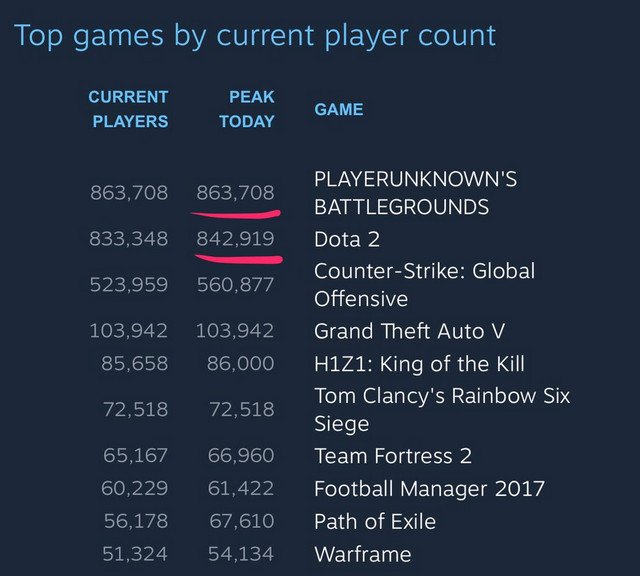 Top games by current player count
CURRENT PLAYERS PEAK TODAY GAME
863,708 863,708 PLAYERUNKNOWN'S
BATTLEGROUNDS
833,348 842,919 Dota 2
523,959 560,877 Counter-Strike: Global
Offensive
103,942 103,942 Grand Theft Auto V
85,658 86,000 H1Z1: King of the Kill
72,518 72,518 Tom Clancy's Rainbow Six
Siege
65,167 66,960 Team Fortress 2
60,229 61,422 Football Manager 2017
56,178 67,610 Path of Exile
51,324 54,134 Warframe